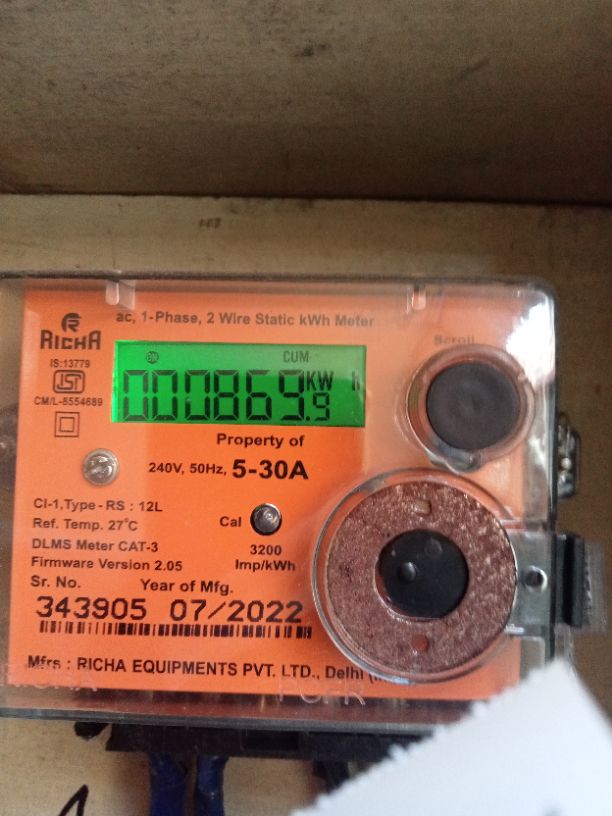 ac, 1-Phase, 2 Wire Static kWh Meter
RICHA
IS:13779
CM/L-8554689
Scroll
CUM
000869.9 KW h
Property of
240V, 50Hz, 5-30A
Cl-1, Type - RS : 12L
Ref. Temp. 27°C
Cal
DLMS Meter CAT-3
3200
Imp/kWh
Firmware Version 2.05
Sr. No. Year of Mfg.
343905 07/2022
Mfrs : RICHA EQUIPMENTS PVT. LTD., Delhi
RICHA